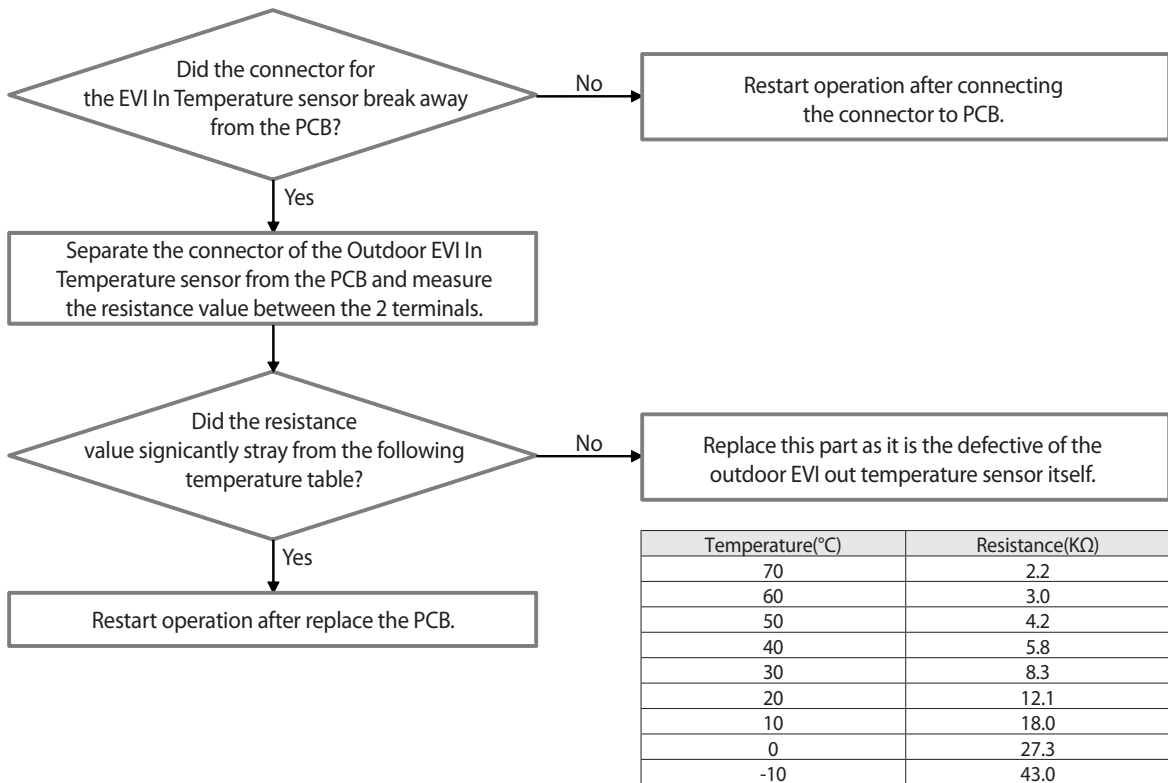 Did the connector for
the EVI In Temperature sensor break away
from the PCB?
No
Restart operation after connecting
the connector to PCB.
Yes
Separate the connector of the Outdoor EVI In
Temperature sensor from the PCB and measure
the resistance value between the 2 terminals.
Did the resistance
value signicantly stray from the following
temperature table?
No
Replace this part as it is the defective of the
outdoor EVI out temperature sensor itself.
Yes
Restart operation after replace the PCB.
Temperature(°C) Resistance(KΩ)
70 2.2
60 3.0
50 4.2
40 5.8
30 8.3
20 12.1
10 18.0
0 27.3
-10 43.0